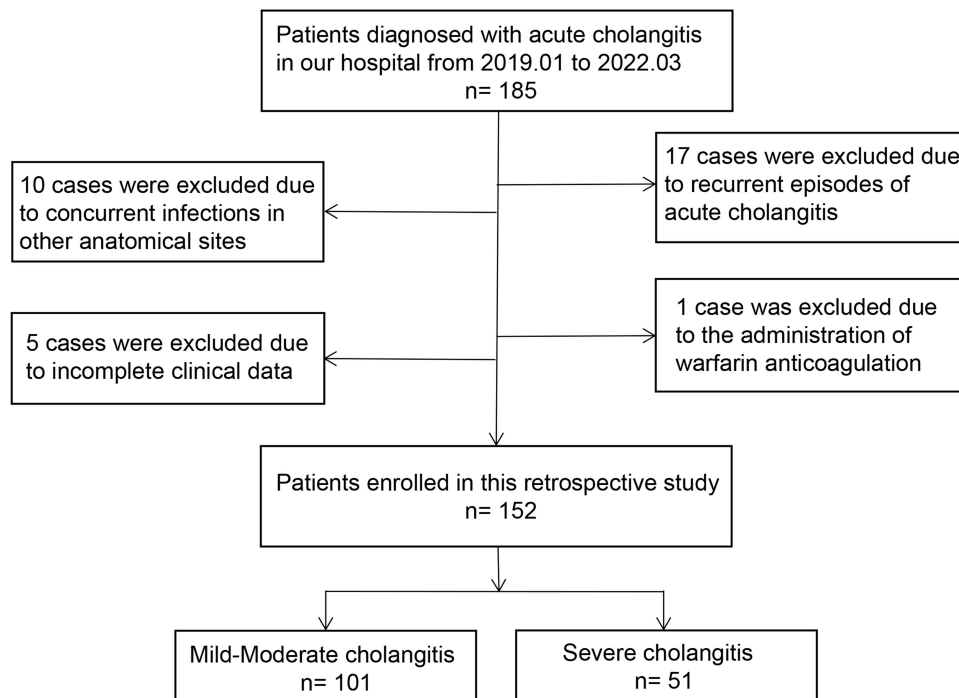 Patients diagnosed with acute cholangitis
in our hospital from 2019.01 to 2022.03
n= 185
10 cases were excluded due
to concurrent infections in
other anatomical sites
17 cases were excluded due
to recurrent episodes of
acute cholangitis
5 cases were excluded due
to incomplete clinical data
1 case was excluded due
to the administration of
warfarin anticoagulation
Patients enrolled in this retrospective study
n= 152
Mild-Moderate cholangitis
n= 101
Severe cholangitis
n= 51